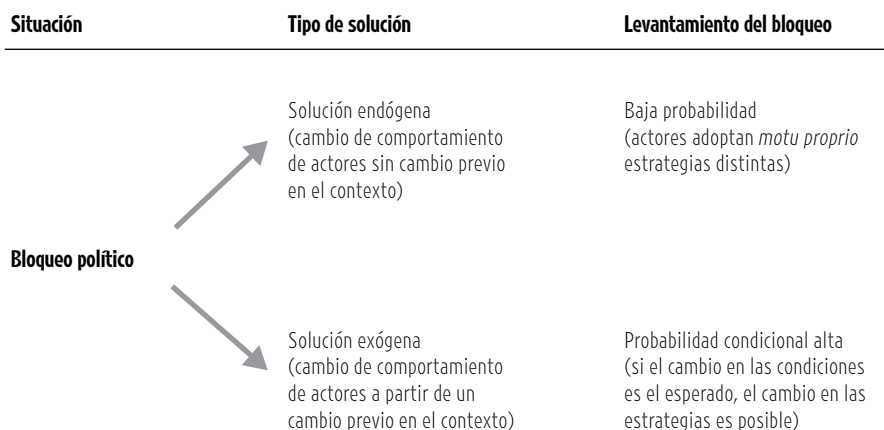 Situación
Tipo de solución
Levantamiento del bloqueo
Solución endógena
(cambio de comportamiento
de actores sin cambio previo
en el contexto)
Baja probabilidad
(actores adoptan motu proprio
estrategias distintas)
Bloqueo político
Solución exógena
(cambio de comportamiento
de actores a partir de un
cambio previo en el contexto)
Probabilidad condicional alta
(si el cambio en las condiciones
es el esperado, el cambio en las
estrategias es posible)